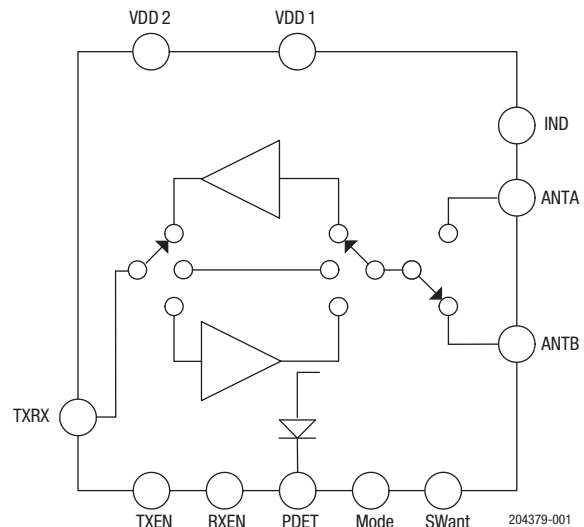 VDD 2
VDD 1
IND
ANTA
ANTB
TXRX
TXEN
RXEN
PDET
Mode
SWant
204379-001